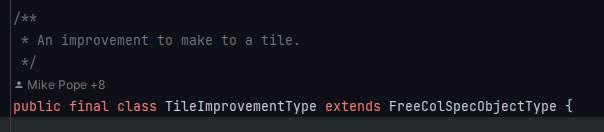 /**
* An improvement to make to a tile.
*/
Mike Pope +8
public final class TileImprovementType extends FreeColSpecObjectType {